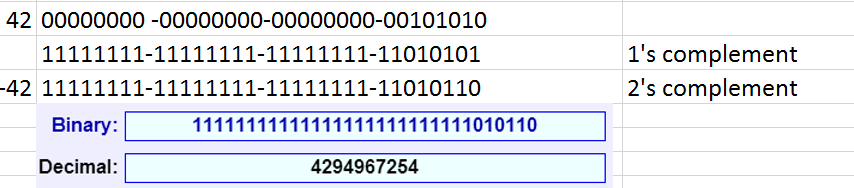 42 00000000 -00000000-00000000-00101010
11111111-11111111-11111111-11010101 1's complement
-42 11111111-11111111-11111111-11010110 2's complement
Binary: 11111111111111111111111111010110
Decimal: 4294967254